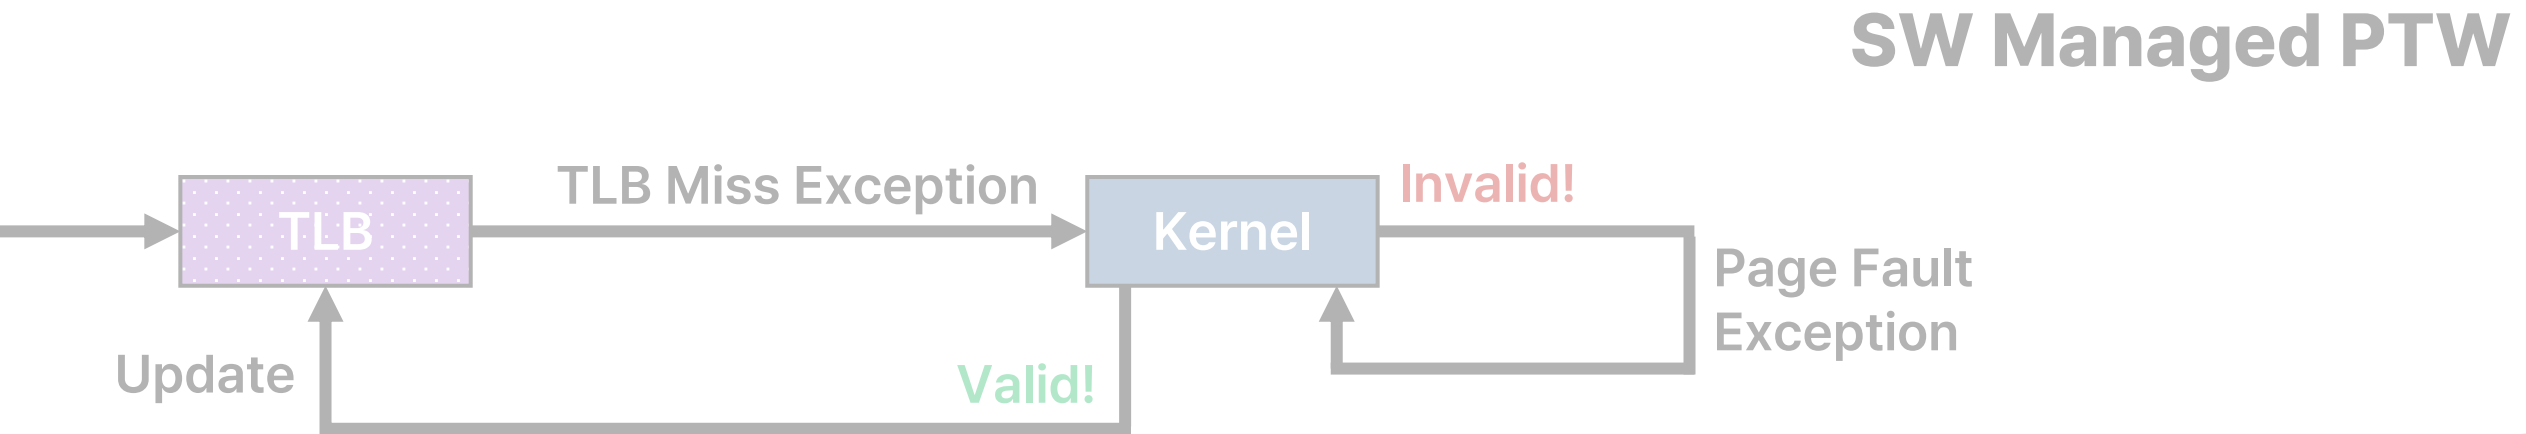 SW Managed PTW
TLB
TLB Miss Exception
Kernel
Invalid!
Page Fault
Exception
Update
Valid!